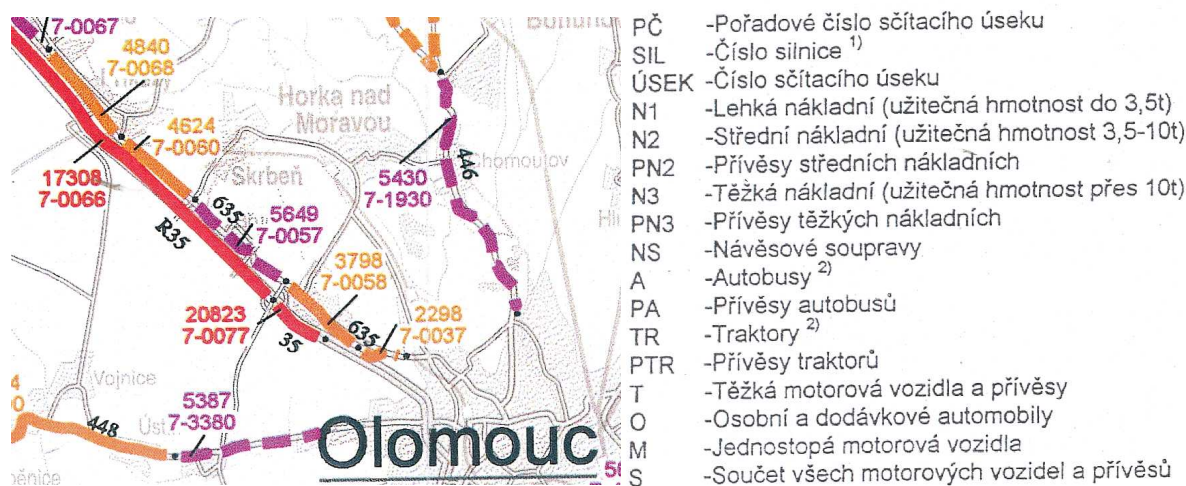 7-0067
4840
7-0068
4624
7-0060
17308
7-0066
R35
Horka nad
Moravou
Skrbeň
635
5649
7-0057
5430
7-1930
446
Chomoutov
3798
7-0058
20823
7-0077
35
635
2298
7-0037
Vojnice
448
5387
7-3380
Olomouc
PČ -Pořadové číslo sčítacího úseku
SIL -Číslo silnice 1)
ÚSEK -Číslo sčítacího úseku
N1 -Lehká nákladní (užitečná hmotnost do 3,5t)
N2 -Střední nákladní (užitečná hmotnost 3,5-10t)
PN2 -Přívěsy středních nákladních
N3 -Těžká nákladní (užitečná hmotnost přes 10t)
PN3 -Přívěsy těžkých nákladních
NS -Návěsové soupravy
A -Autobusy 2)
PA -Přívěsy autobusů
TR -Traktory 2)
PTR -Přívěsy traktorů
T -Těžká motorová vozidla a přívěsy
O -Osobní a dodávkové automobily
M -Jednostopá motorová vozidla
S -Součet všech motorových vozidel a přívěsů